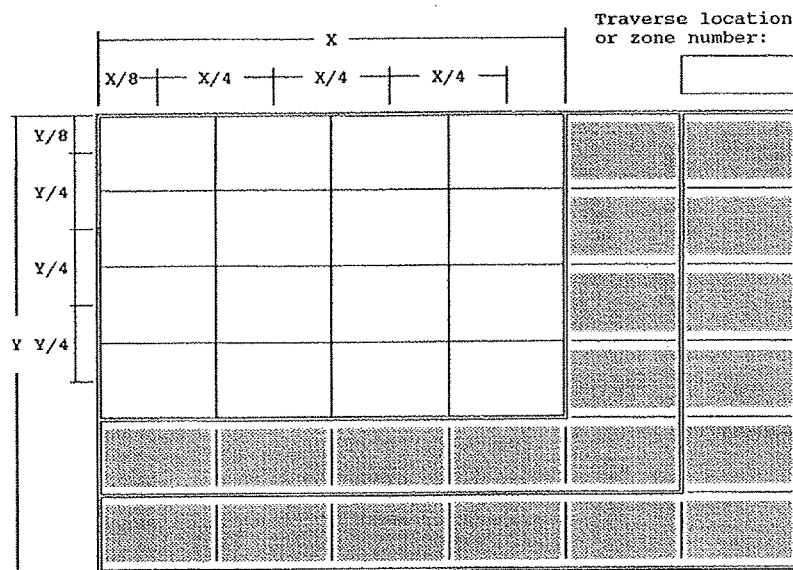 Traverse location
or zone number:
X
X/8 X/4 X/4 X/4
Y/8
Y/4
Y/4
Y Y/4